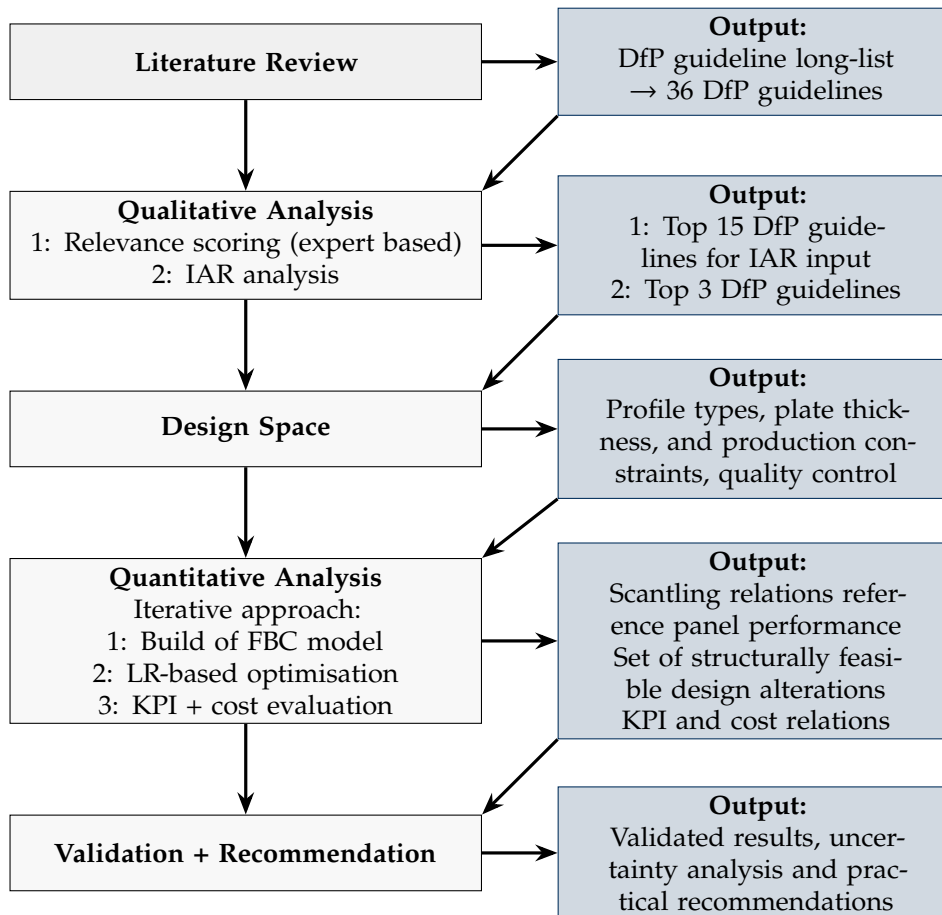 Literature Review
Output:
DfP guideline long-list
→ 36 DfP guidelines
Qualitative Analysis
1: Relevance scoring (expert based)
2: IAR analysis
Output:
1: Top 15 DfP guide-
lines for IAR input
2: Top 3 DfP guidelines
Design Space
Output:
Profile types, plate thick-
ness, and production con-
straints, quality control
Quantitative Analysis
Iterative approach:
1: Build of FBC model
2: LR-based optimisation
3: KPI + cost evaluation
Output:
Scantling relations refer-
ence panel performance
Set of structurally feasi-
ble design alterations
KPI and cost relations
Validation + Recommendation
Output:
Validated results, uncer-
tainty analysis and prac-
tical recommendations